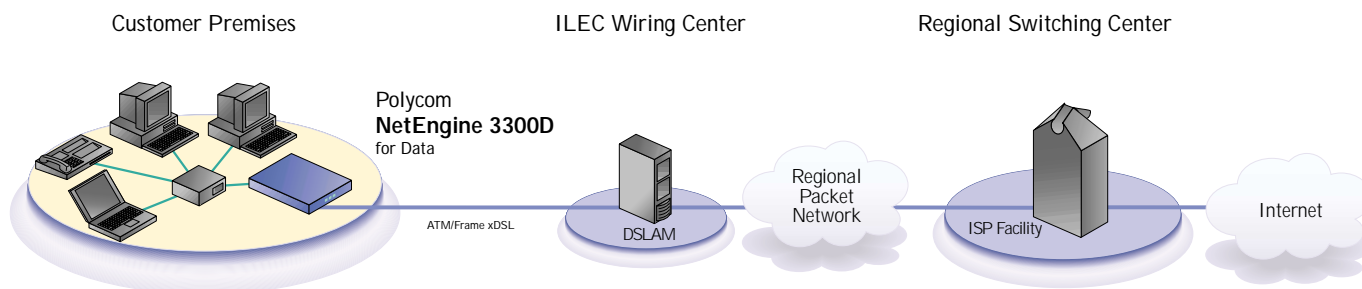 Customer Premises
ILEC Wiring Center
Regional Switching Center
Polycom
NetEngine 3300D
for Data
ATM/Frame xDSL
DSLAM
Regional
Packet
Network
ISP Facility
Internet